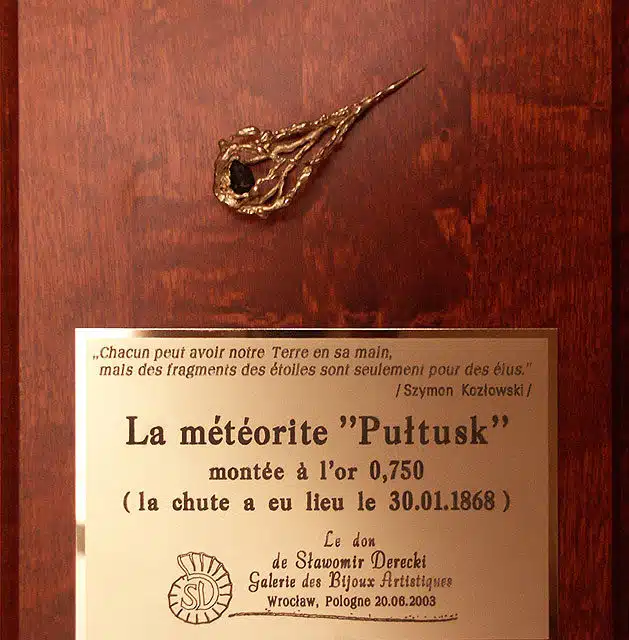 „Chacun peut avoir notre Terre en sa main,
mais des fragments des étoiles sont seulement pour des élus."
/Szymon Kozłowski/
La météorite "Pułtusk"
montée à l'or 0,750
( la chute a eu lieu le 30.01.1868 )
Le don
de Sławomir Derecki
Galerie des Bijoux Artistiques
Wrocław, Pologne 20.06.2003
SD